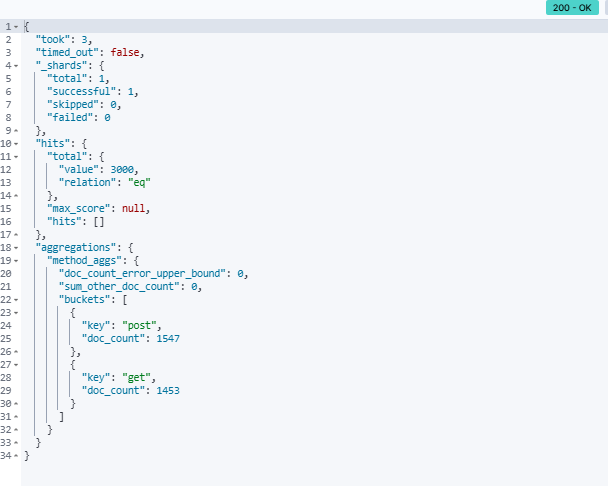 200 - OK
1 {
2 "took": 3,
3 "timed_out": false,
4 "_shards": {
5 "total": 1,
6 "successful": 1,
7 "skipped": 0,
8 "failed": 0
9 },
10 "hits": {
11 "total": {
12 "value": 3000,
13 "relation": "eq"
14 },
15 "max_score": null,
16 "hits": []
17 },
18 "aggregations": {
19 "method_aggs": {
20 "doc_count_error_upper_bound": 0,
21 "sum_other_doc_count": 0,
22 "buckets": [
23 {
24 "key": "post",
25 "doc_count": 1547
26 },
27 {
28 "key": "get",
29 "doc_count": 1453
30 }
31 ]
32 }
33 }
34 }